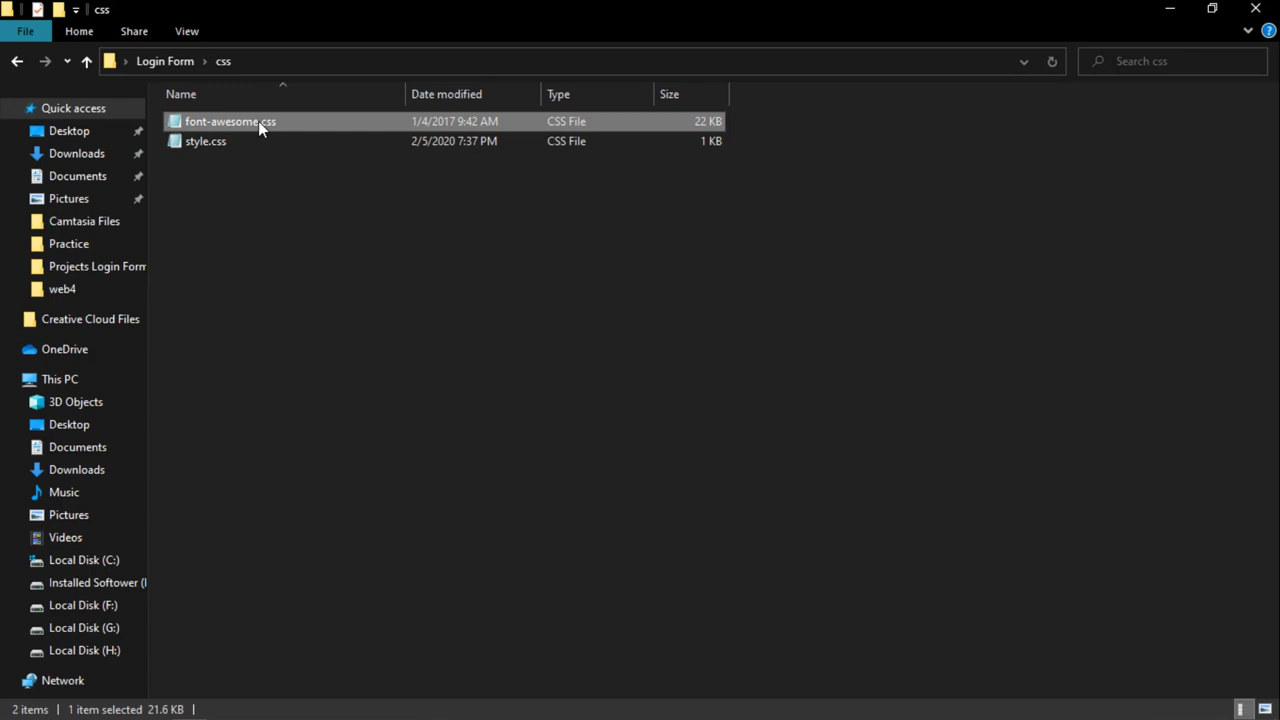 css
File Home Share View
Login Form css Search css
Name Date modified Type Size
font-awesome.css 1/4/2017 9:42 AM CSS File 22 KB
style.css 2/5/2020 7:37 PM CSS File 1 KB
Quick access
Desktop
Downloads
Documents
Pictures
Camtasia Files
Practice
Projects Login Form
web4
Creative Cloud Files
OneDrive
This PC
3D Objects
Desktop
Documents
Downloads
Music
Pictures
Videos
Local Disk (C:)
Installed Softower (
Local Disk (F:)
Local Disk (G:)
Local Disk (H:)
Network
2 items 1 item selected 21.6 KB